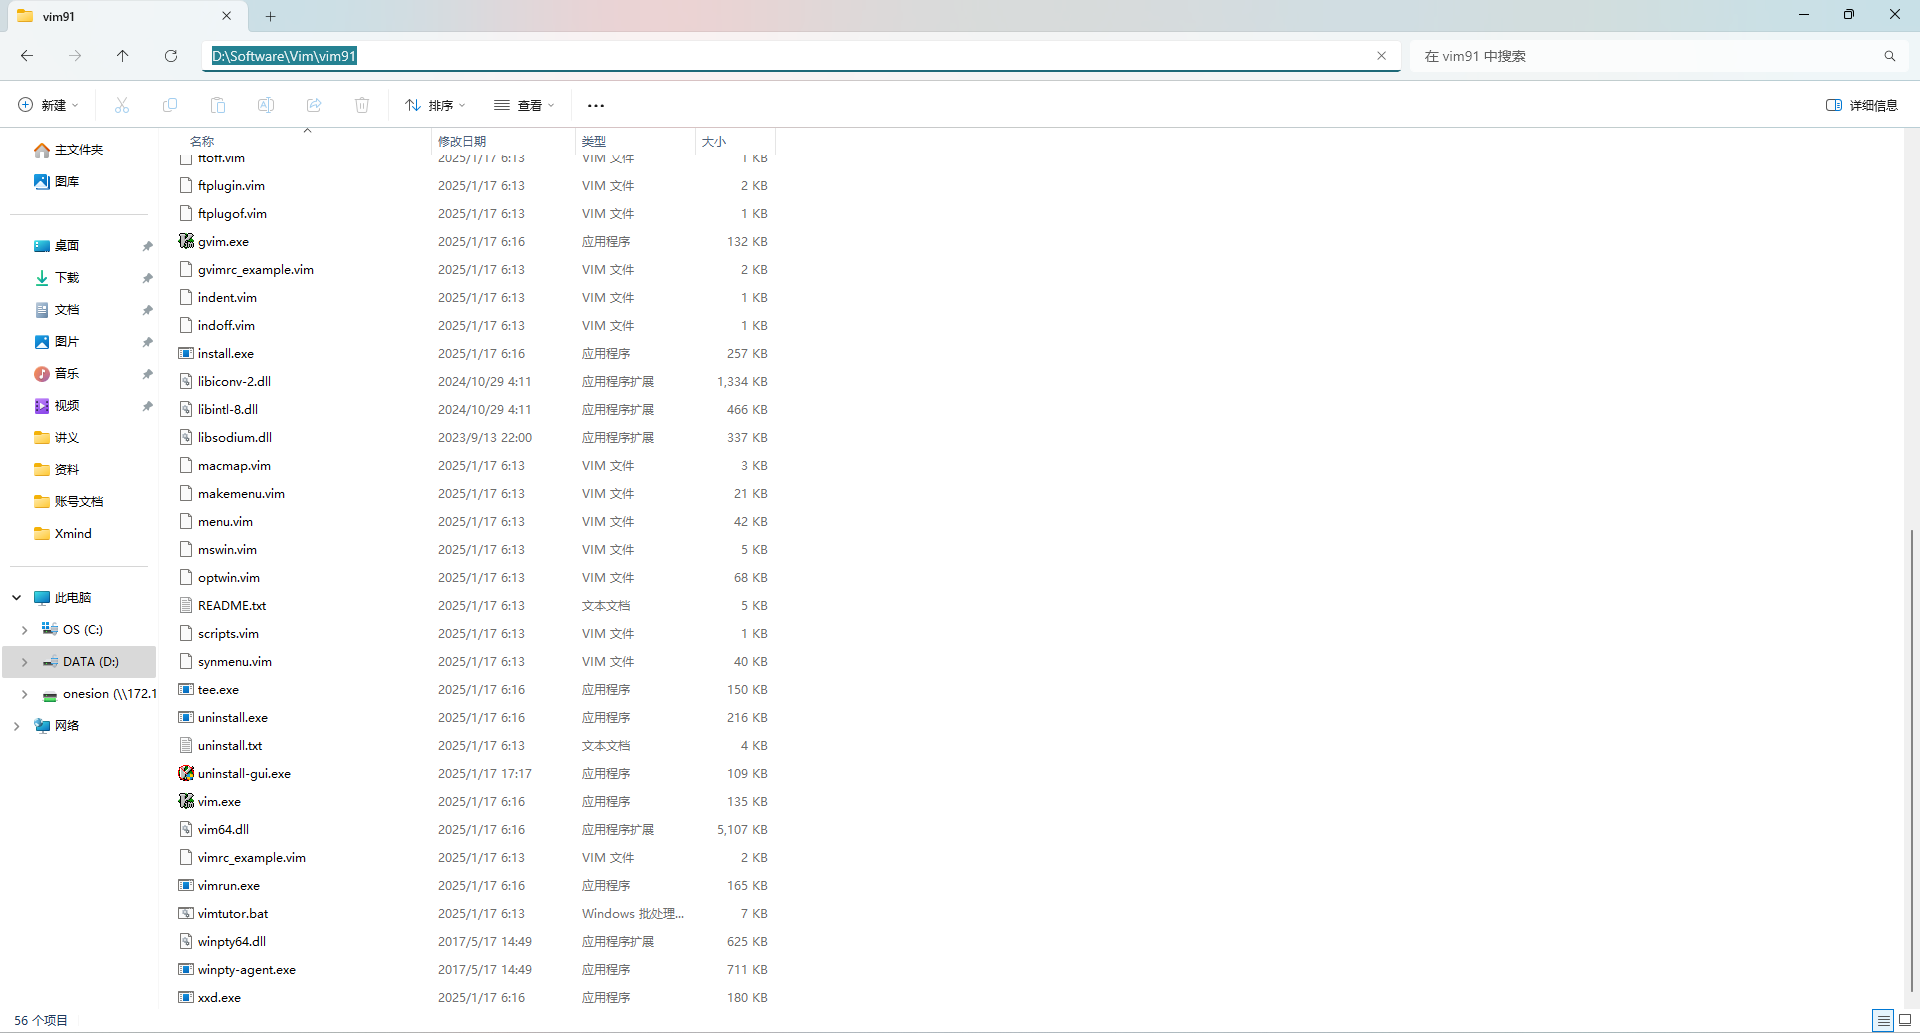 vim91
D:\Software\Vim\vim91
在 vim91 中搜索
新建
排序
查看
详细信息
主文件夹
图库
桌面
下载
文档
图片
音乐
视频
讲义
资料
账号文档
Xmind
此电脑
OS (C:)
DATA (D:)
onesion (\\172.1
网络
名称 修改日期 类型 大小
ftoff.vim 2025/1/17 6:13 VIM 文件 1 KB
ftplugin.vim 2025/1/17 6:13 VIM 文件 2 KB
ftplugof.vim 2025/1/17 6:13 VIM 文件 1 KB
gvim.exe 2025/1/17 6:16 应用程序 132 KB
gvimrc_example.vim 2025/1/17 6:13 VIM 文件 2 KB
indent.vim 2025/1/17 6:13 VIM 文件 1 KB
indoff.vim 2025/1/17 6:13 VIM 文件 1 KB
install.exe 2025/1/17 6:16 应用程序 257 KB
libiconv-2.dll 2024/10/29 4:11 应用程序扩展 1,334 KB
libintl-8.dll 2024/10/29 4:11 应用程序扩展 466 KB
libsodium.dll 2023/9/13 22:00 应用程序扩展 337 KB
macmap.vim 2025/1/17 6:13 VIM 文件 3 KB
makemenu.vim 2025/1/17 6:13 VIM 文件 21 KB
menu.vim 2025/1/17 6:13 VIM 文件 42 KB
mswin.vim 2025/1/17 6:13 VIM 文件 5 KB
optwin.vim 2025/1/17 6:13 VIM 文件 68 KB
README.txt 2025/1/17 6:13 文本文档 5 KB
scripts.vim 2025/1/17 6:13 VIM 文件 1 KB
synmenu.vim 2025/1/17 6:13 VIM 文件 40 KB
tee.exe 2025/1/17 6:16 应用程序 150 KB
uninstall.exe 2025/1/17 6:16 应用程序 216 KB
uninstall.txt 2025/1/17 6:13 文本文档 4 KB
uninstall-gui.exe 2025/1/17 17:17 应用程序 109 KB
vim.exe 2025/1/17 6:16 应用程序 135 KB
vim64.dll 2025/1/17 6:16 应用程序扩展 5,107 KB
vimrc_example.vim 2025/1/17 6:13 VIM 文件 2 KB
vimrun.exe 2025/1/17 6:16 应用程序 165 KB
vimtutor.bat 2025/1/17 6:13 Windows 批处理... 7 KB
winpty64.dll 2017/5/17 14:49 应用程序扩展 625 KB
winpty-agent.exe 2017/5/17 14:49 应用程序 711 KB
xxd.exe 2025/1/17 6:16 应用程序 180 KB
56 个项目